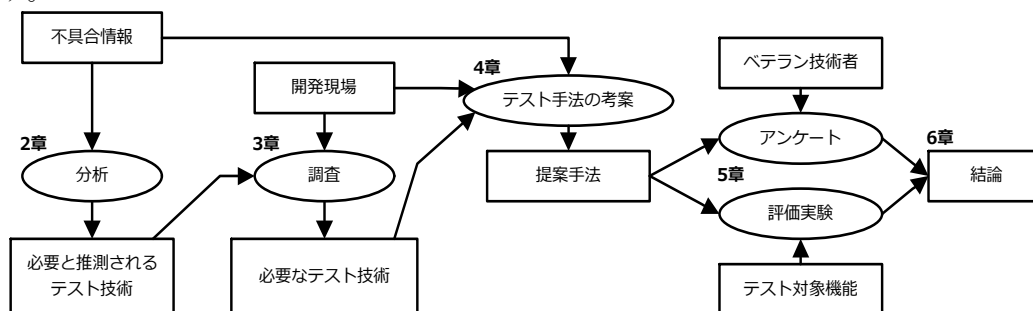 不具合情報
開発現場
4章
テスト手法の考案
ベテラン技術者
2章
分析
3章
調査
提案手法
アンケート
5章
評価実験
6章
結論
必要と推測される
テスト技術
必要なテスト技術
テスト対象機能